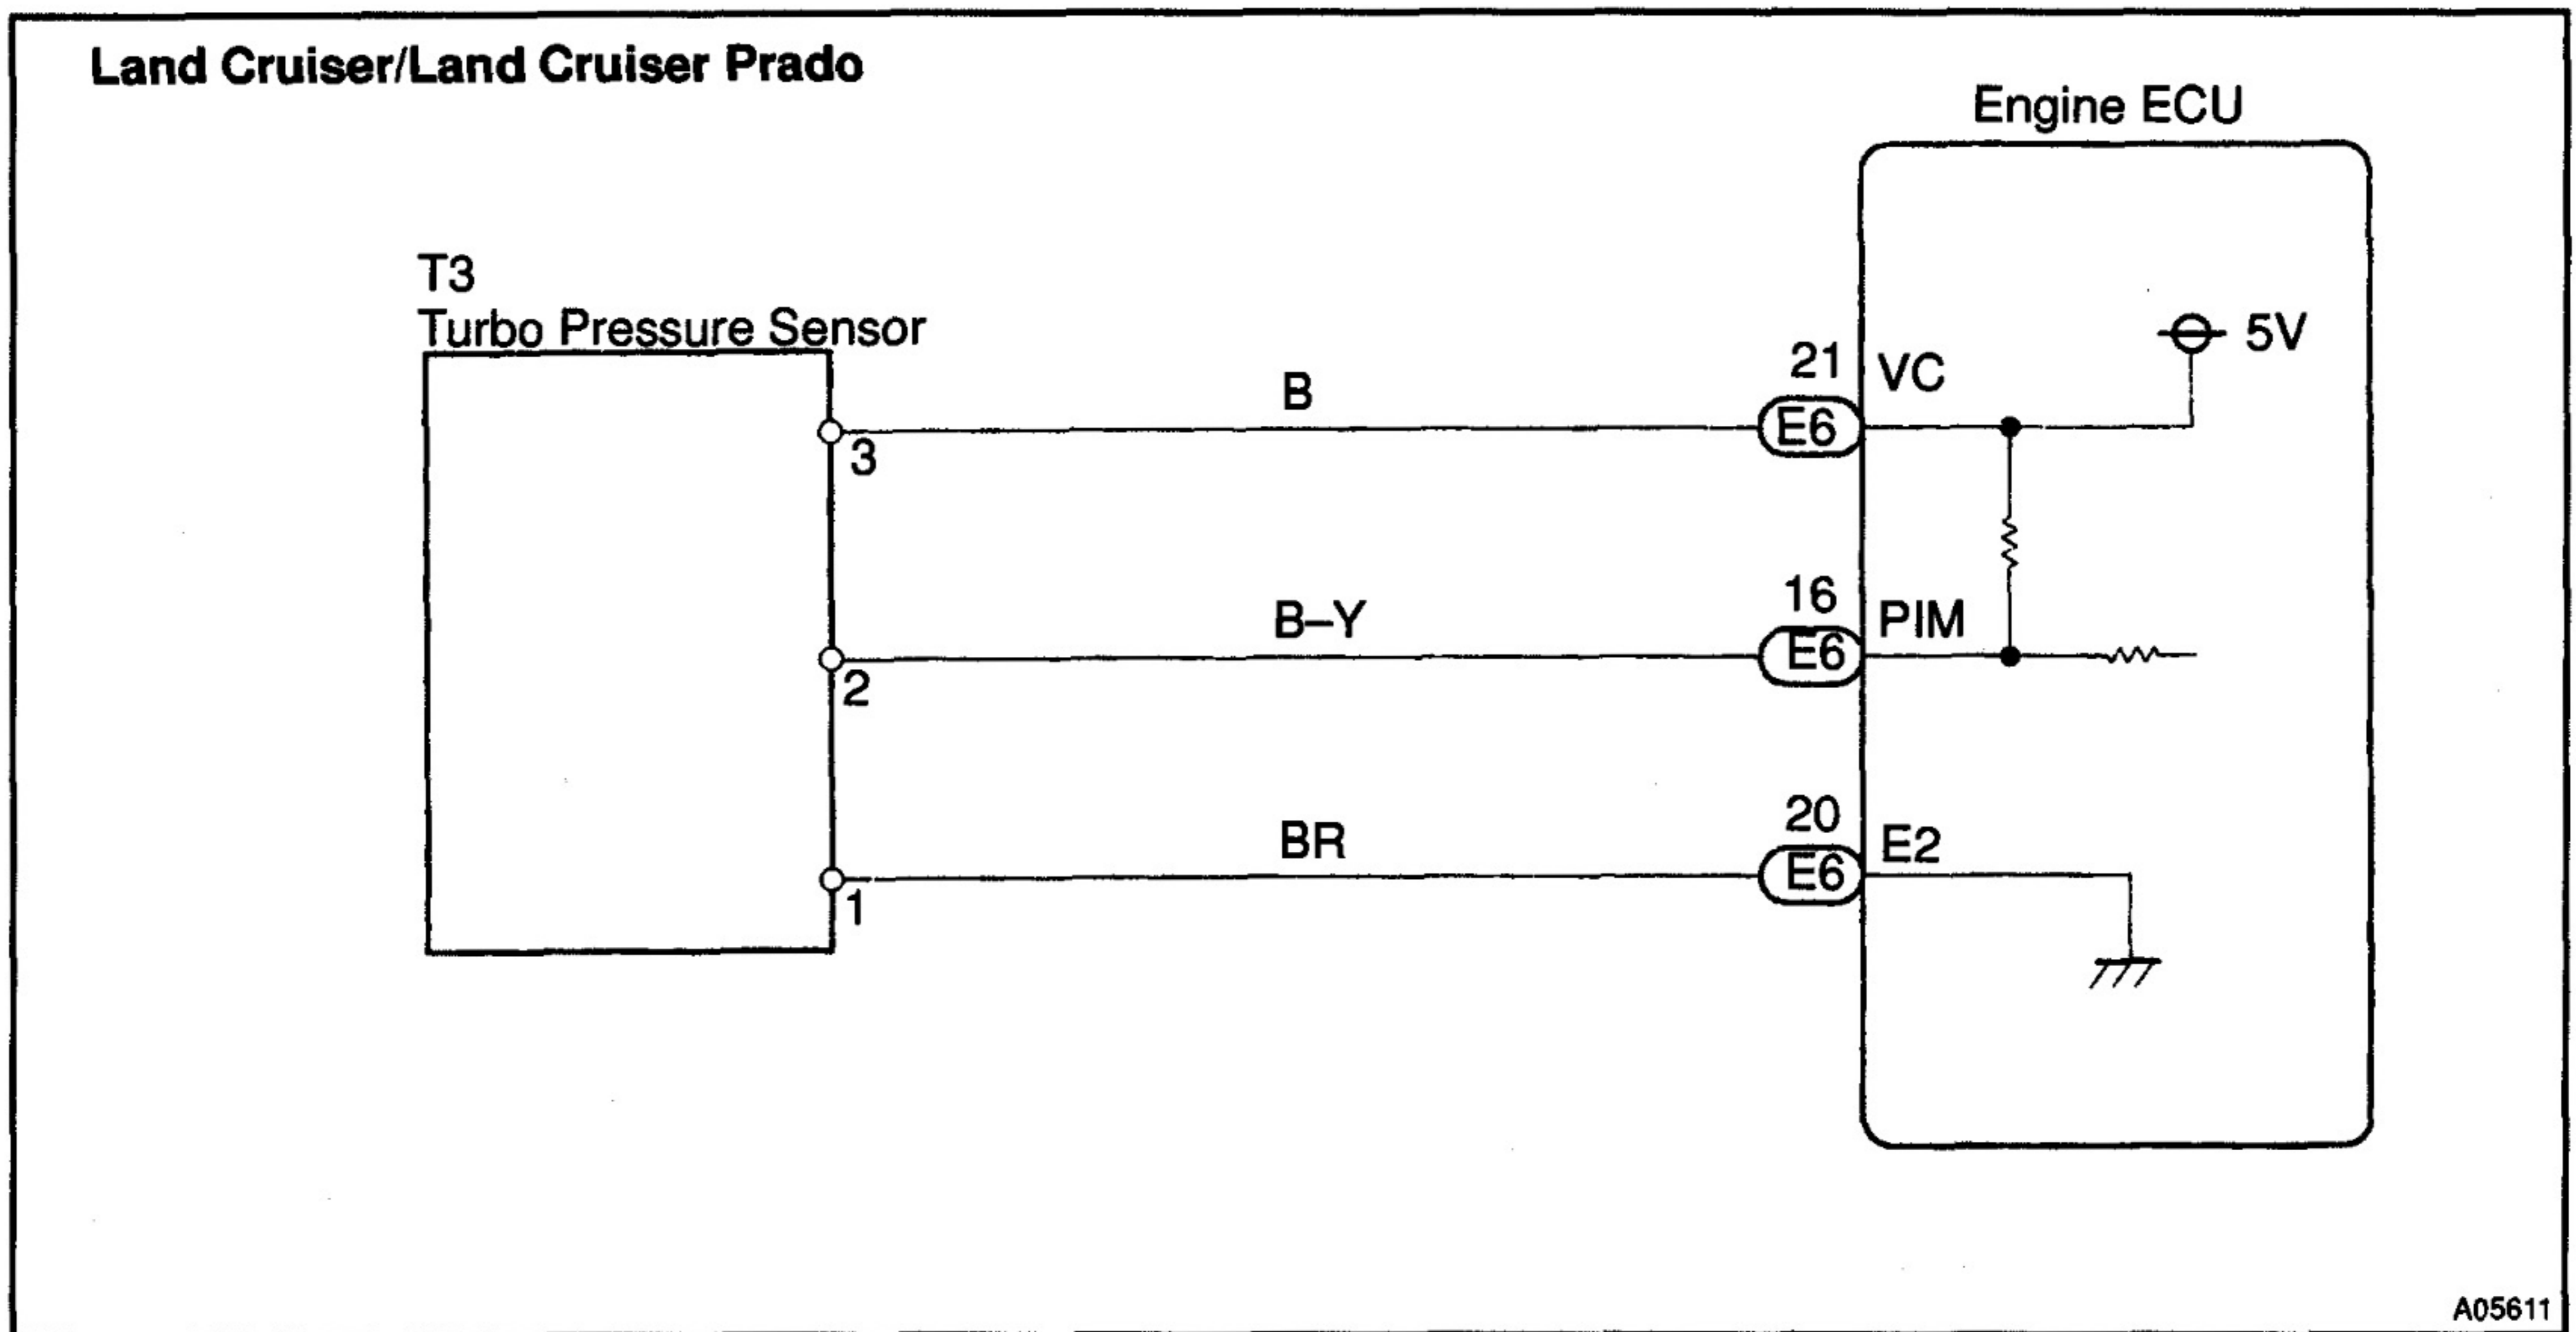 Land Cruiser/Land Cruiser Prado
Engine ECU
T3
Turbo Pressure Sensor
5V
21
VC
B
E6
3
16
PIM
B–Y
E6
2
20
E2
BR
E6
1
A05611